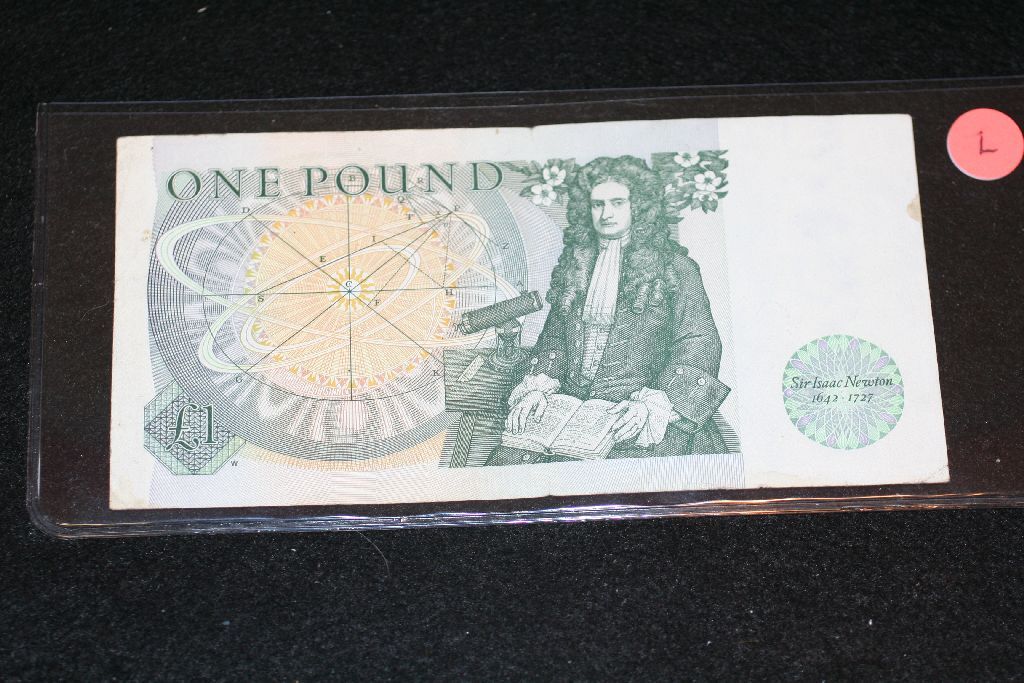 ONE POUND
L
B
D
Q
R
T
P
I
Z
E
C
A
S
F
H
G
K
£1
W
Sir Isaac Newton
1642 · 1727